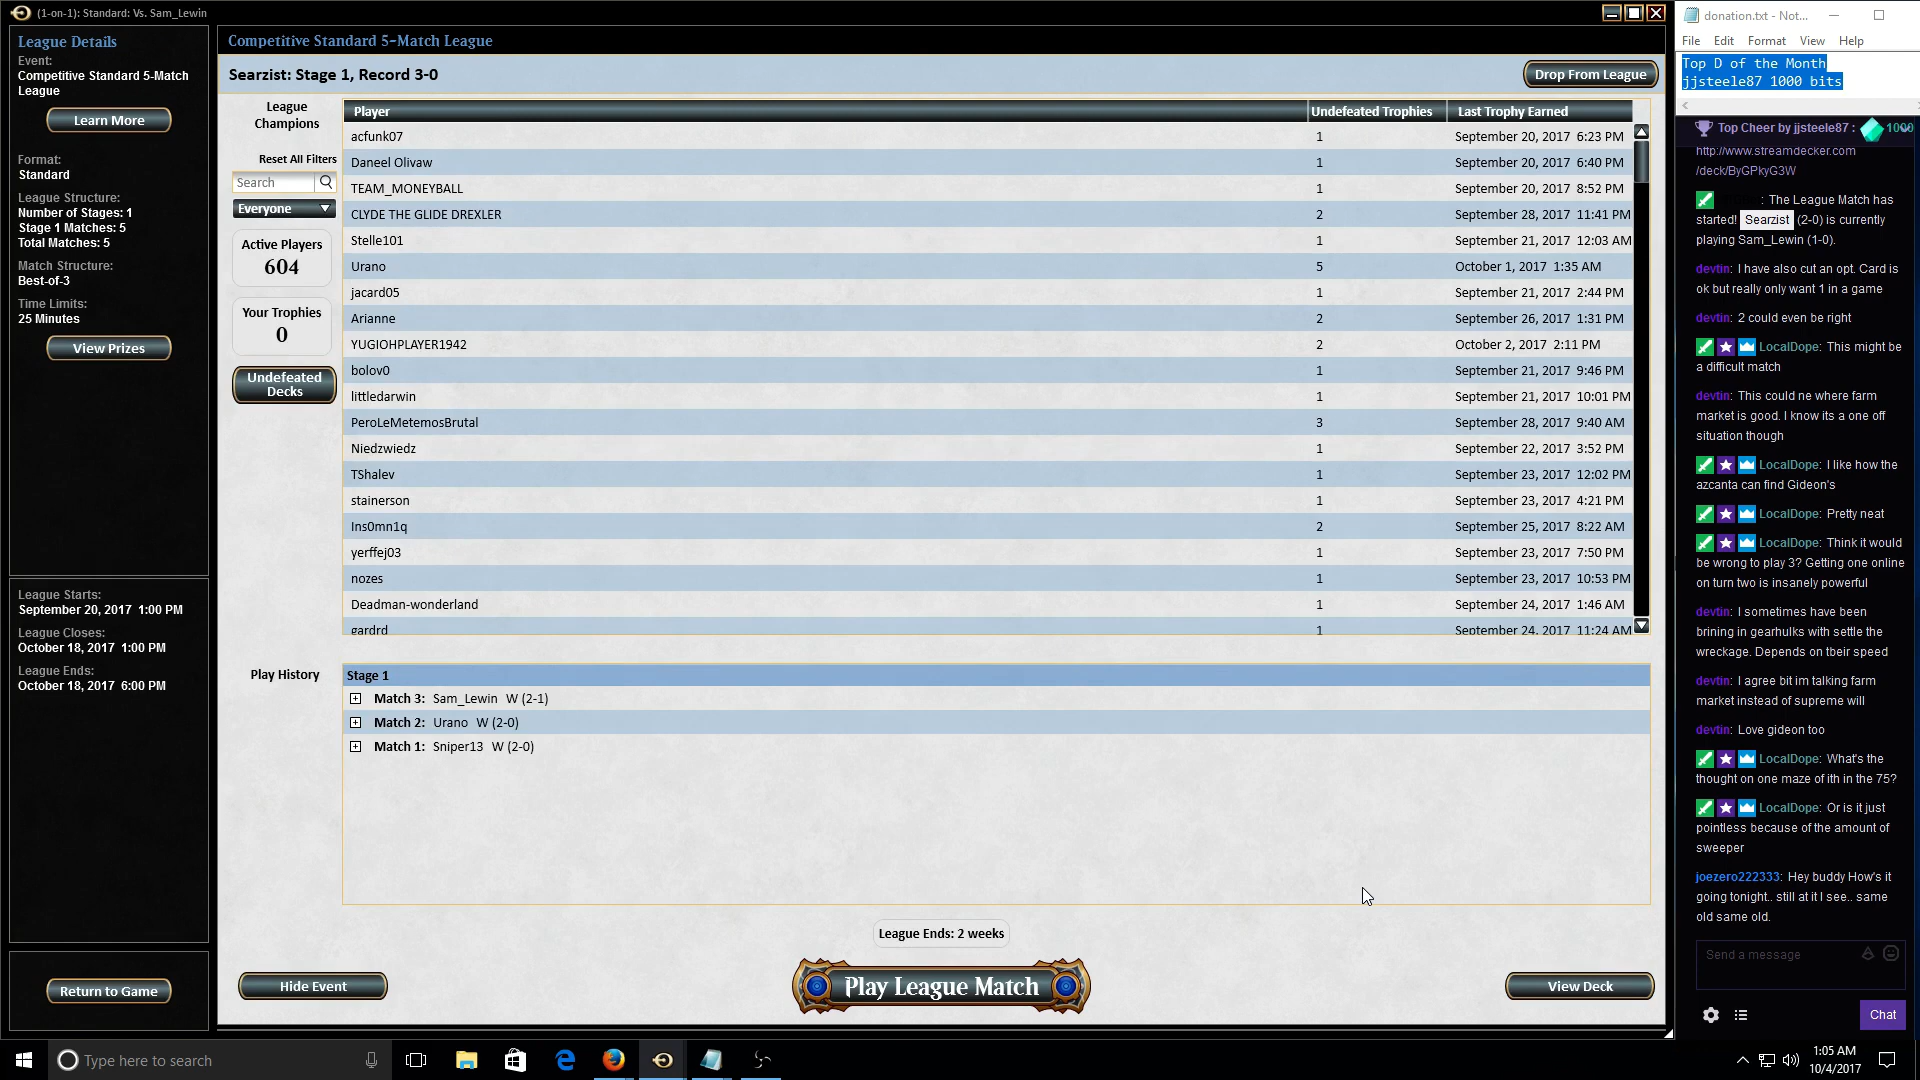 (1-on-1): Standard: Vs. Sam_Lewin
League Details
Event:
Competitive Standard 5-Match
League
Learn More
Format:
Standard
League Structure:
Number of Stages: 1
Stage 1 Matches: 5
Total Matches: 5
Match Structure:
Best-of-3
Time Limits:
25 Minutes
View Prizes
League Starts:
September 20, 2017 1:00 PM
League Closes:
October 18, 2017 1:00 PM
League Ends:
October 18, 2017 6:00 PM
Return to Game
Competitive Standard 5-Match League
Searzist: Stage 1, Record 3-0
Drop From League
League
Champions
Reset All Filters
Search
Everyone
Active Players
604
Your Trophies
0
Undefeated
Decks
Player Undefeated Trophies Last Trophy Earned
acfunk07 1 September 20, 2017 6:23 PM
Daneel Olivaw 1 September 20, 2017 6:40 PM
TEAM_MONEYBALL 1 September 20, 2017 8:52 PM
CLYDE THE GLIDE DREXLER 2 September 28, 2017 11:41 PM
Stelle101 1 September 21, 2017 12:03 AM
Urano 5 October 1, 2017 1:35 AM
jacard05 1 September 21, 2017 2:44 PM
Arianne 2 September 26, 2017 1:31 PM
YUGIOHPLAYER1942 2 October 2, 2017 2:11 PM
bolov0 1 September 21, 2017 9:46 PM
littledarwin 1 September 21, 2017 10:01 PM
PeroLeMetemosBrutal 3 September 28, 2017 9:40 AM
Niedzwiedz 1 September 22, 2017 3:52 PM
TShalev 1 September 23, 2017 12:02 PM
stainerson 1 September 23, 2017 4:21 PM
Ins0mn1q 2 September 25, 2017 8:22 AM
yerffej03 1 September 23, 2017 7:50 PM
nozes 1 September 23, 2017 10:53 PM
Deadman-wonderland 1 September 24, 2017 1:46 AM
gardrd 1 September 24, 2017 11:24 AM
Play History
Stage 1
Match 3: Sam_Lewin W (2-1)
Match 2: Urano W (2-0)
Match 1: Sniper13 W (2-0)
League Ends: 2 weeks
Hide Event
Play League Match
View Deck
donation.txt - Not...
File Edit Format View Help
Top D of the Month
jjsteele87 1000 bits
Top Cheer by jjsteele87 : 1000
http://www.streamdecker.com
/deck/ByGPkyG3W
: The League Match has
started! Searzist (2-0) is currently
playing Sam_Lewin (1-0).
devtin: I have also cut an opt. Card is
ok but really only want 1 in a game
devtin: 2 could even be right
LocalDope: This might be
a difficult match
devtin: This could ne where farm
market is good. I know its a one off
situation though
LocalDope: I like how the
azcanta can find Gideon's
LocalDope: Pretty neat
LocalDope: Think it would
be wrong to play 3? Getting one online
on turn two is insanely powerful
devtin: I sometimes have been
brining in gearhulks with settle the
wreckage. Depends on tbeir speed
devtin: I agree bit im talking farm
market instead of supreme will
devtin: Love gideon too
LocalDope: What's the
thought on one maze of ith in the 75?
LocalDope: Or is it just
pointless because of the amount of
sweeper
joezero222333: Hey buddy How's it
going tonight.. still at it I see.. same
old same old.
Send a message
Chat
Type here to search
1:05 AM
10/4/2017